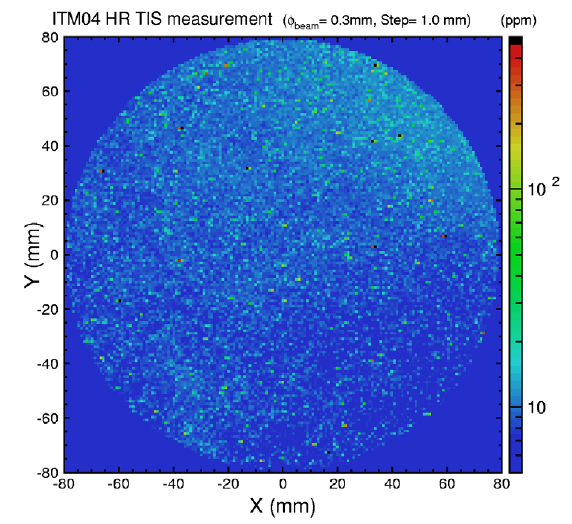 ITM04 HR TIS measurement (ϕbeam= 0.3mm, Step= 1.0 mm) (ppm)
80
60
40
20
0
-20
-40
-60
-80
Y (mm)
-80 -60 -40 -20 0 20 40 60 80
X (mm)
10 2
10